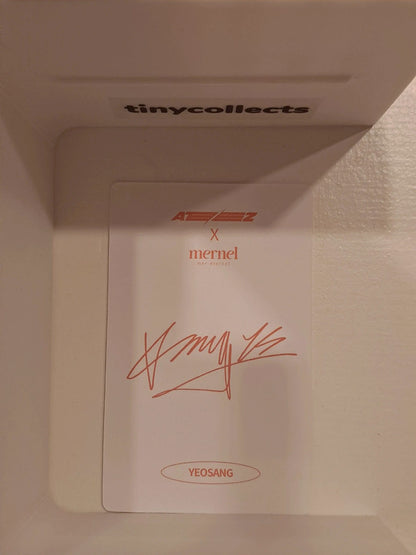 tinycollects
ATEEZ
X
mernel
YEOSANG